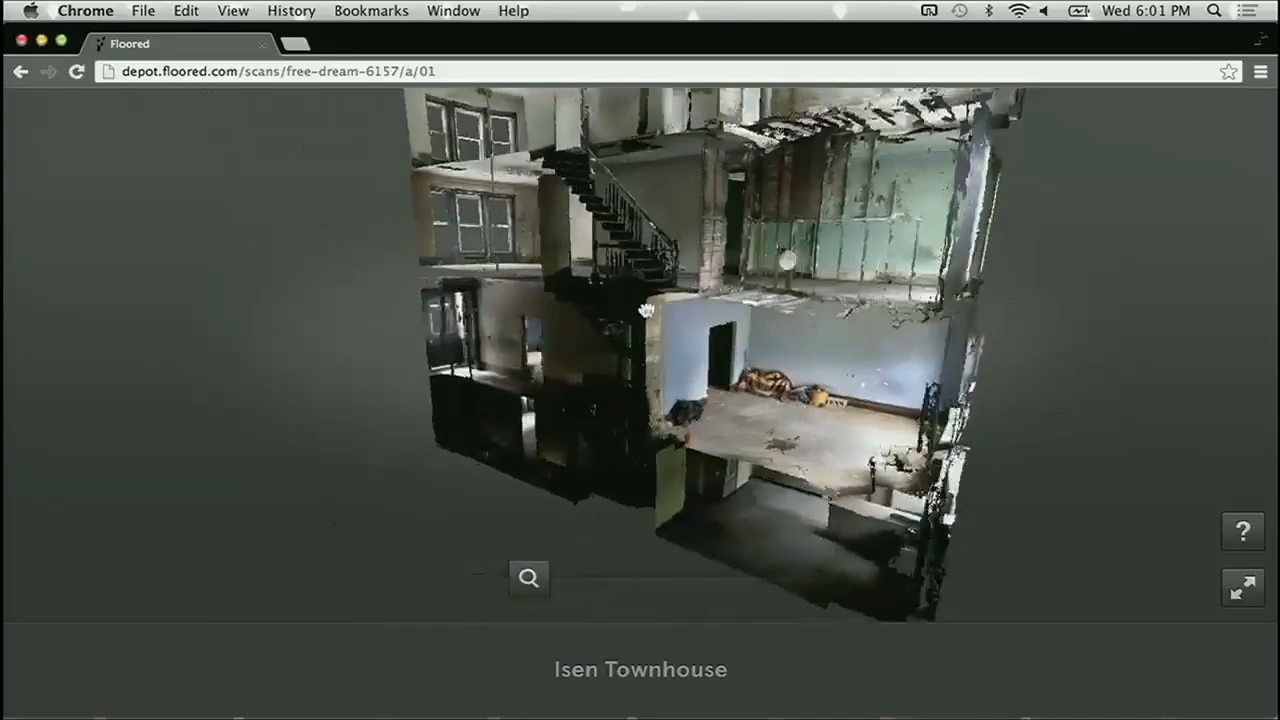 Chrome File Edit View History Bookmarks Window Help Wed 6:01 PM
Floored
depot.floored.com/scans/free-dream-6157/a/01
?
Isen Townhouse